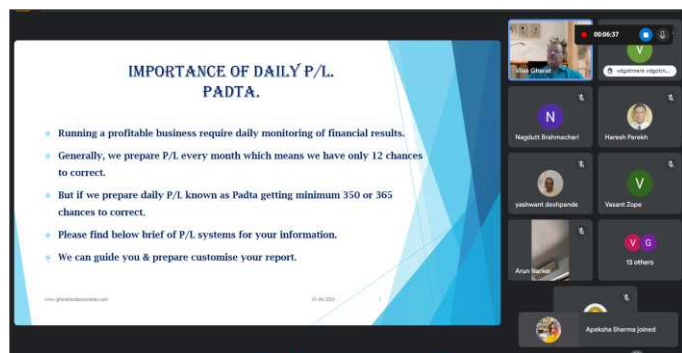 IMPORTANCE OF DAILY P/L.
PADTA.
Running a profitable business require daily monitoring of financial results.
Generally, we prepare P/L every month which means we have only 12 chances
to correct.
But if we prepare daily P/L known as Padta getting minimum 350 or 365
chances to correct.
Please find below brief of P/L systems for your information.
We can guide you & prepare customise your report.
00:06:37
Vilas Gharat
V
vdgotmare vdgotm...
N
Nagdutt Brahmachari
Haresh Parekh
yashwant deshpande
V
Vasant Zope
Arun Natkar
V G
13 others
Apeksha Sharma joined